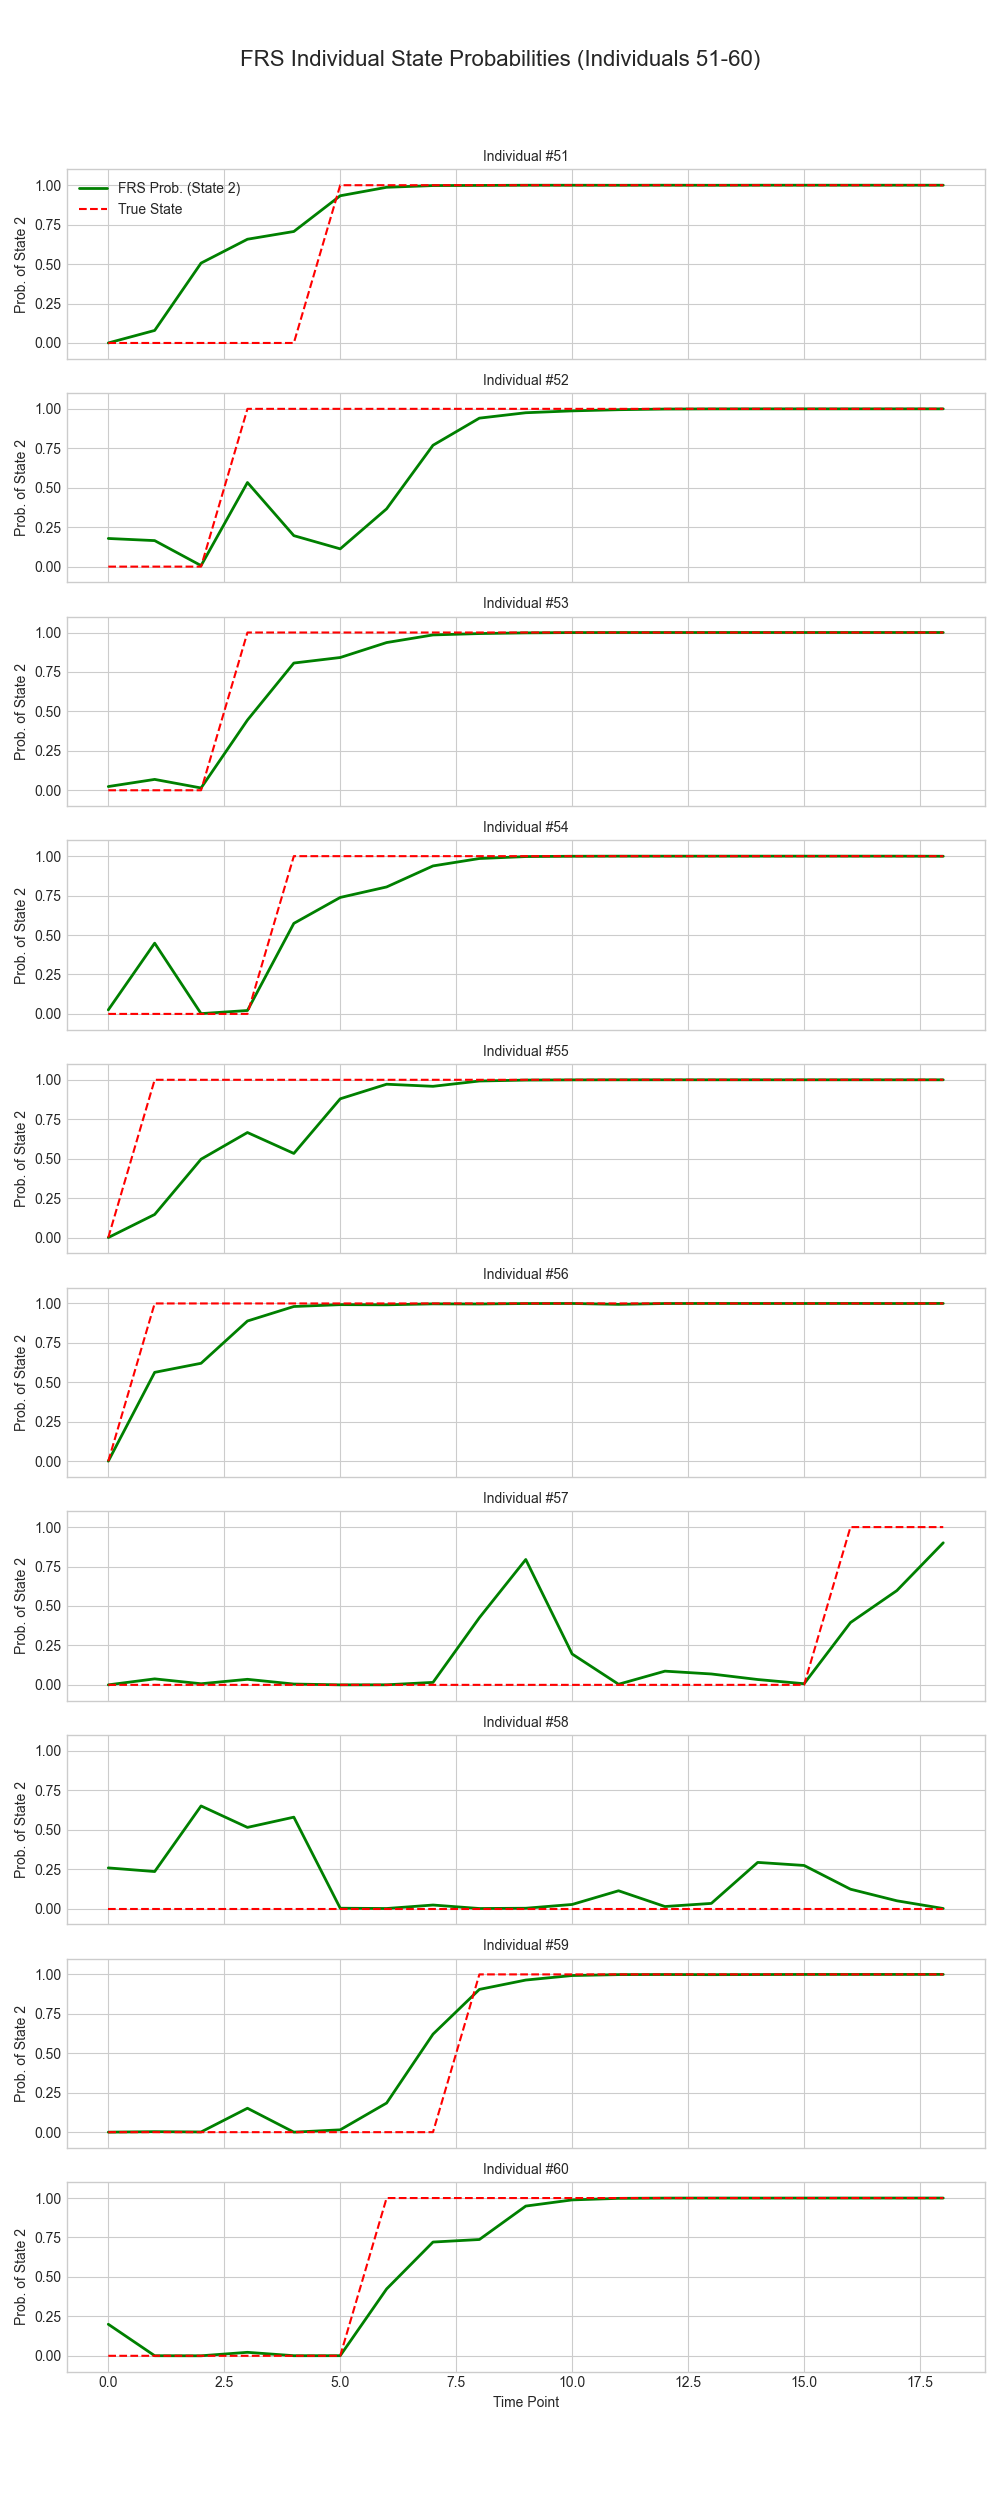 FRS Individual State Probabilities (Individuals 51-60)
Individual #51
1.00
0.75
0.50
0.25
0.00
Prob. of State 2
FRS Prob. (State 2)
True State
Individual #52
1.00
0.75
0.50
0.25
0.00
Prob. of State 2
Individual #53
1.00
0.75
0.50
0.25
0.00
Prob. of State 2
Individual #54
1.00
0.75
0.50
0.25
0.00
Prob. of State 2
Individual #55
1.00
0.75
0.50
0.25
0.00
Prob. of State 2
Individual #56
1.00
0.75
0.50
0.25
0.00
Prob. of State 2
Individual #57
1.00
0.75
0.50
0.25
0.00
Prob. of State 2
Individual #58
1.00
0.75
0.50
0.25
0.00
Prob. of State 2
Individual #59
1.00
0.75
0.50
0.25
0.00
Prob. of State 2
Individual #60
1.00
0.75
0.50
0.25
0.00
Prob. of State 2
0.0 2.5 5.0 7.5 10.0 12.5 15.0 17.5
Time Point